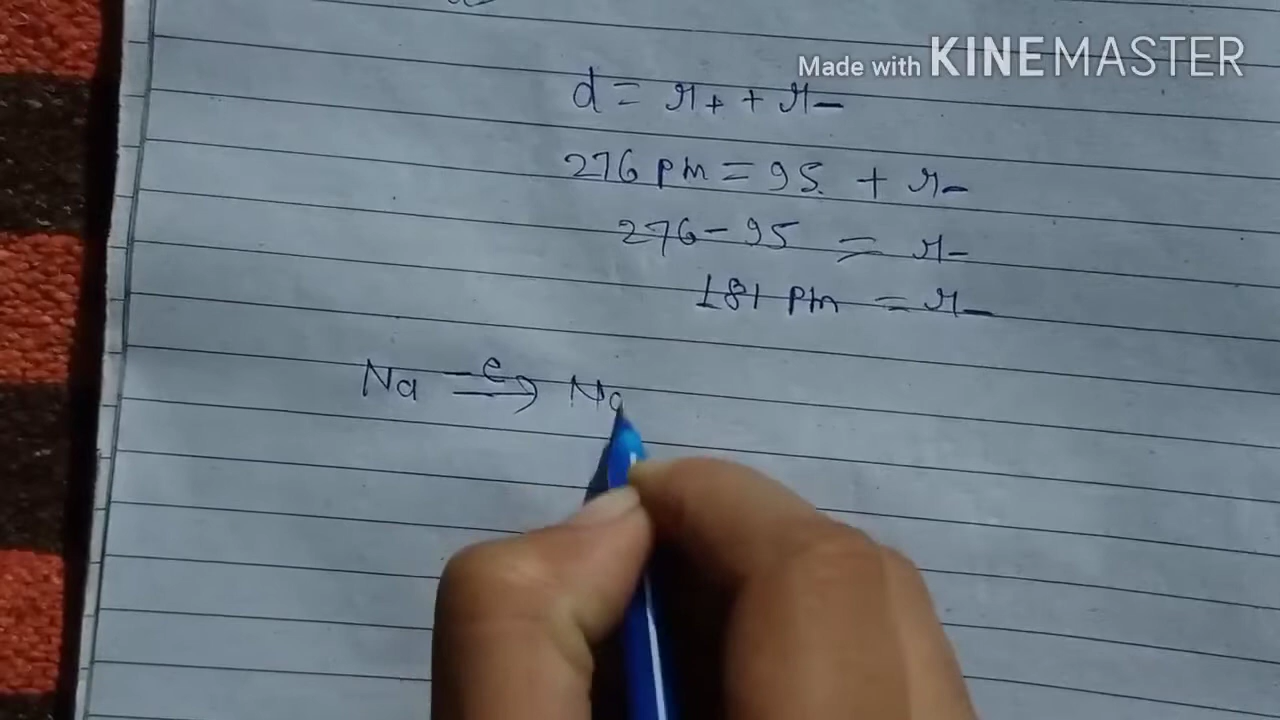 Made with KINEMASTER
d = r+ + r-
276 pm = 95 + r-
276 - 95 = r-
181 pm = r-
Na -e→ Na